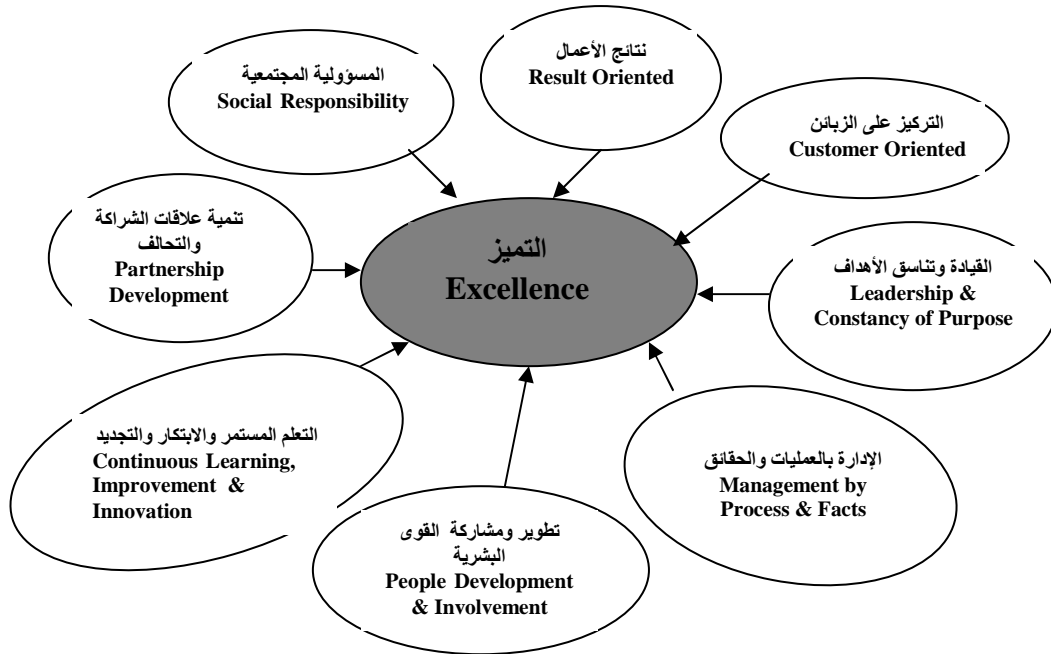 نتائج الأعمال
Result Oriented
المسؤولية المجتمعية
Social Responsibility
التركيز على الزبائن
Customer Oriented
تنمية علاقات الشراكة
والتحالف
Partnership
Development
التميز
Excellence
القيادة وتناسق الأهداف
Leadership &
Constancy of Purpose
التعلم المستمر والابتكار والتجديد
Continuous Learning,
Improvement &
Innovation
الإدارة بالعمليات والحقائق
Management by
Process & Facts
تطوير ومشاركة القوى
البشرية
People Development
& Involvement